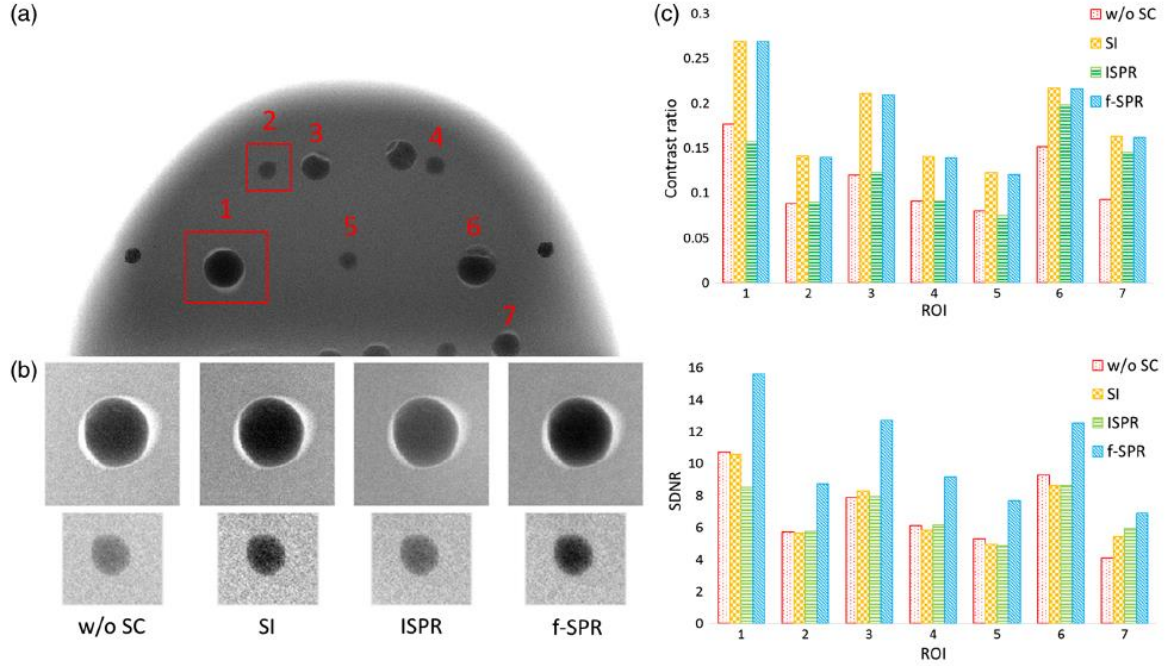 (a)
2
3
4
1
5
6
7
(b)
w/o SC
SI
ISPR
f-SPR
(c)
0.3
0.25
0.2
0.15
0.1
0.05
0
Contrast ratio
1 2 3 4 5 6 7
ROI
w/o SC
SI
ISPR
f-SPR
16
14
12
10
8
6
4
2
0
SDNR
1 2 3 4 5 6 7
ROI
w/o SC
SI
ISPR
f-SPR